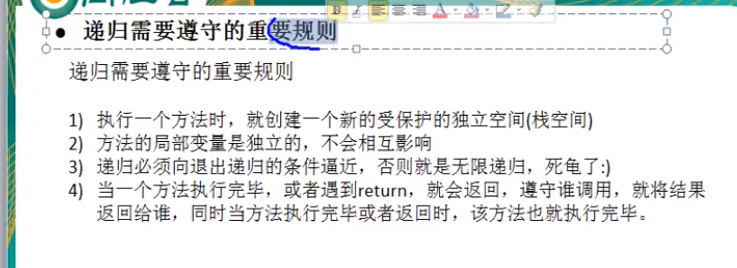 ● 递归需要遵守的重要规则
递归需要遵守的重要规则
1) 执行一个方法时，就创建一个新的受保护的独立空间(栈空间)
2) 方法的局部变量是独立的，不会相互影响
3) 递归必须向退出递归的条件逼近，否则就是无限递归，死龟了:)
4) 当一个方法执行完毕，或者遇到return，就会返回，遵守谁调用，就将结果
返回给谁，同时当方法执行完毕或者返回时，该方法也就执行完毕。